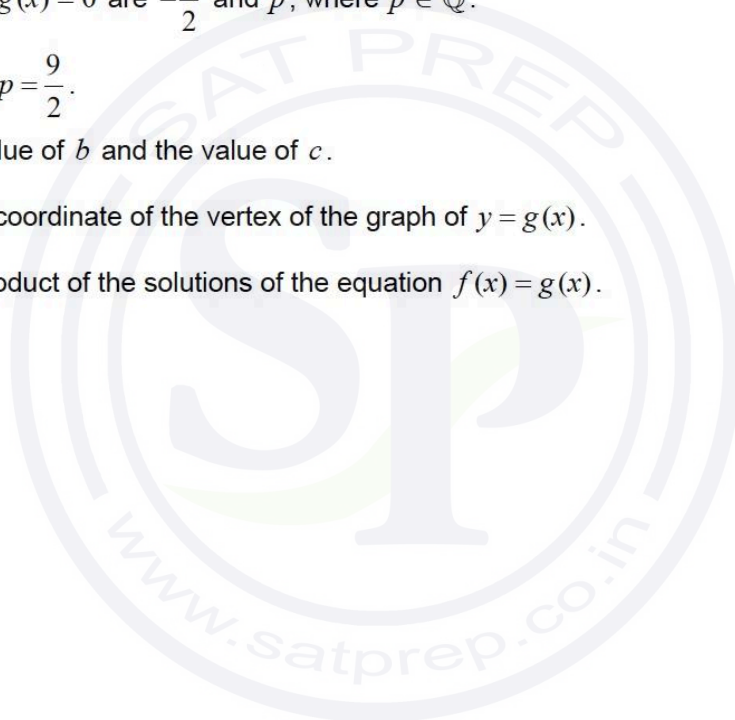 g(x) = 0 are 2 and p, where p ∈ ℚ.
p = 9/2.
lue of b and the value of c.
coordinate of the vertex of the graph of y = g(x).
oduct of the solutions of the equation f(x) = g(x).
SAT PREP
SP
www.satprep.co.in